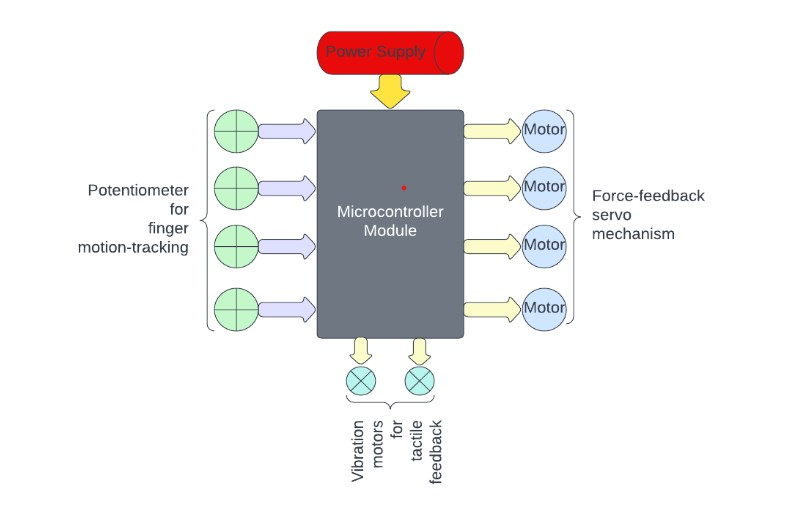 Power Supply
Potentiometer
for
finger
motion-tracking
Microcontroller
Module
Motor
Motor
Motor
Motor
Force-feedback
servo
mechanism
Vibration
motors
for
tactile
feedback